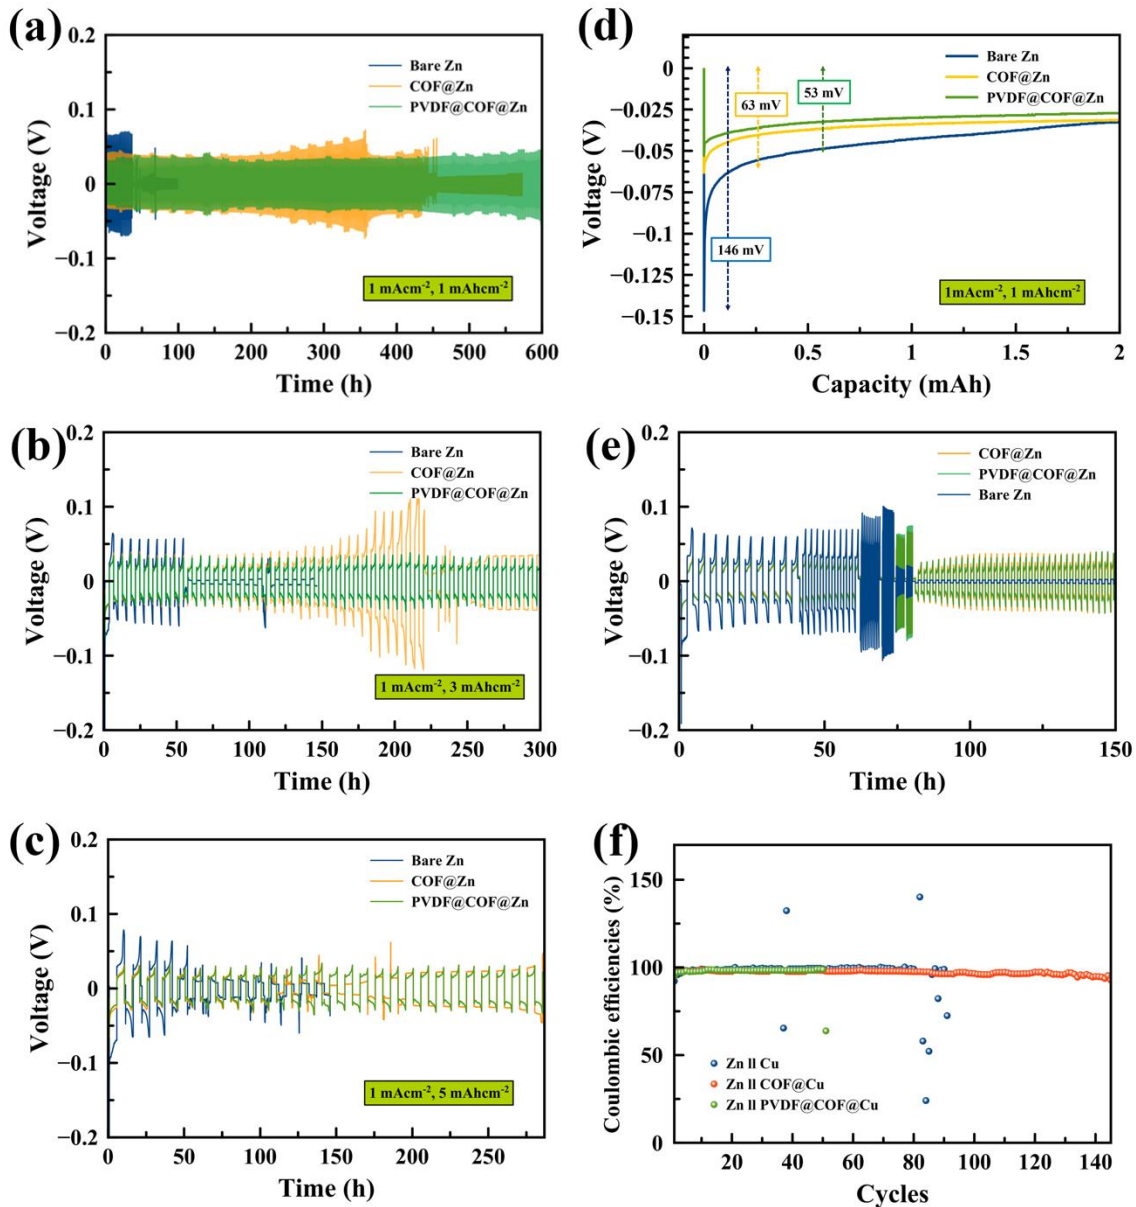 (a)
Voltage (V)
0.2
0.1
0
−0.1
−0.2
Bare Zn
COF@Zn
PVDF@COF@Zn
1 mAcm⁻², 1 mAhcm⁻²
0 100 200 300 400 500 600
Time (h)
(d)
Voltage (V)
0
−0.025
−0.05
−0.075
−0.1
−0.125
−0.15
Bare Zn
COF@Zn
PVDF@COF@Zn
53 mV
63 mV
146 mV
1mAcm⁻², 1 mAhcm⁻²
0 0.5 1 1.5 2
Capacity (mAh)
(b)
Voltage (V)
0.2
0.1
0
−0.1
−0.2
Bare Zn
COF@Zn
PVDF@COF@Zn
1 mAcm⁻², 3 mAhcm⁻²
0 50 100 150 200 250 300
Time (h)
(e)
Voltage (V)
0.2
0.1
0
−0.1
−0.2
COF@Zn
PVDF@COF@Zn
Bare Zn
0 50 100 150
Time (h)
(c)
Voltage (V)
0.2
0.1
0
−0.1
−0.2
Bare Zn
COF@Zn
PVDF@COF@Zn
1 mAcm⁻², 5 mAhcm⁻²
0 50 100 150 200 250
Time (h)
(f)
Coulombic efficiencies (%)
150
100
50
0
Zn ll Cu
Zn ll COF@Cu
Zn ll PVDF@COF@Cu
20 40 60 80 100 120 140
Cycles